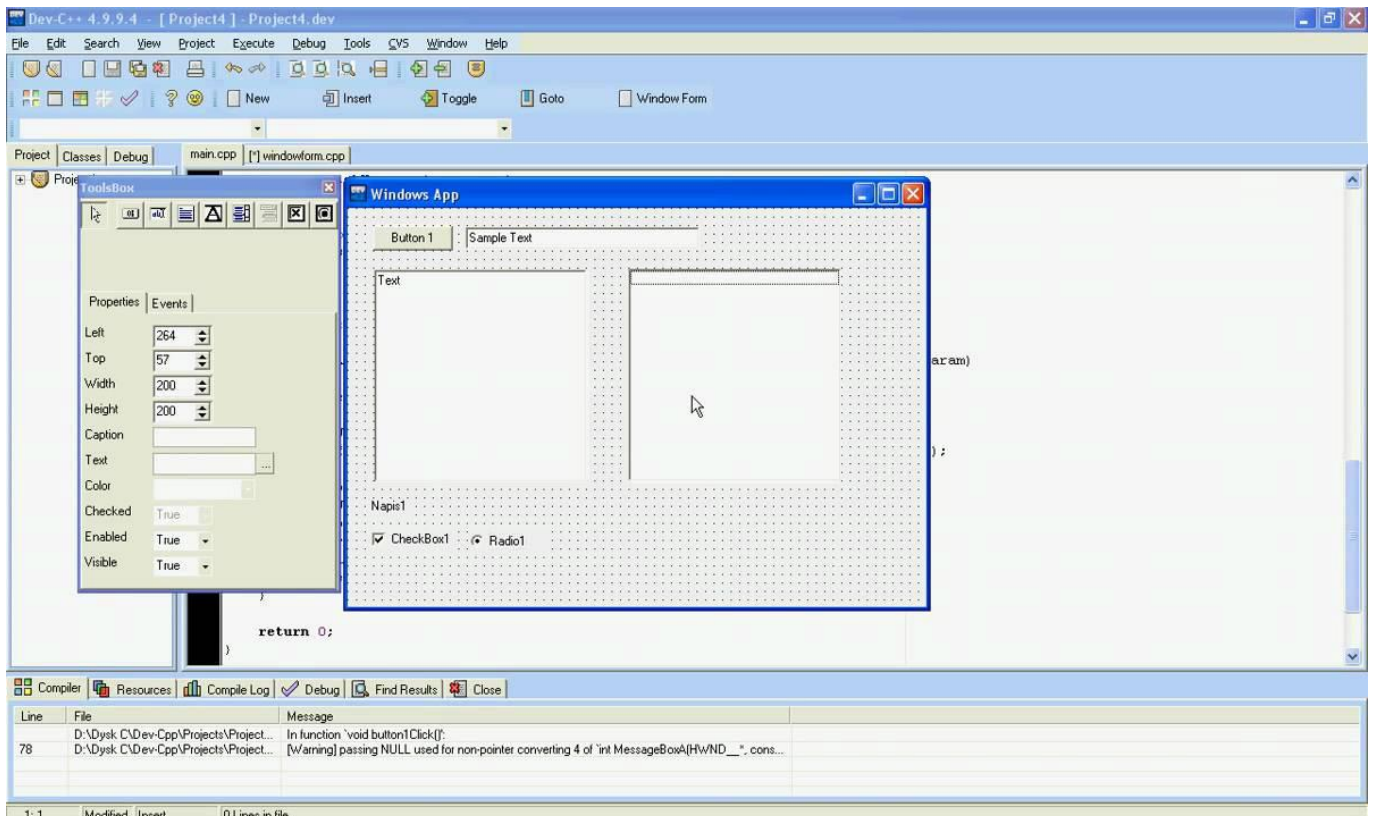 Dev-C++ 4.9.9.4 - [ Project4 ] - Project4.dev
File Edit Search View Project Execute Debug Tools CVS Window Help
New Insert Toggle Goto Window Form
Project Classes Debug main.cpp [*] windowform.cpp
ToolsBox
Windows App
Button 1 Sample Text
Text
Properties Events
Left 264
Top 57
Width 200
Height 200
Caption
Text ...
Color
Checked True
Enabled True
Visible True
Napis1
CheckBox1 Radio1
aram)
);
}
return 0;
}
Compiler Resources Compile Log Debug Find Results Close
Line File Message
D:\Dysk C\Dev-Cpp\Projects\Project... In function `void button1Click()':
78 D:\Dysk C\Dev-Cpp\Projects\Project... [Warning] passing NULL used for non-pointer converting 4 of `int MessageBoxA(HWND__*, cons...
1: 1 Modified Insert 0 Lines in file